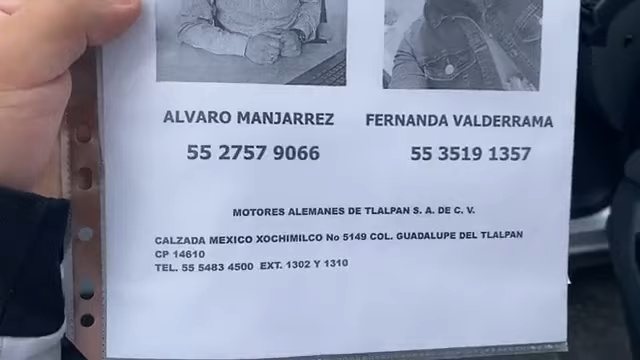 ALVARO MANJARREZ FERNANDA VALDERRAMA
55 2757 9066 55 3519 1357
MOTORES ALEMANES DE TLALPAN S. A. DE C. V.
CALZADA MEXICO XOCHIMILCO No 5149 COL. GUADALUPE DEL TLALPAN
CP 14610
TEL. 55 5483 4500 EXT. 1302 Y 1310